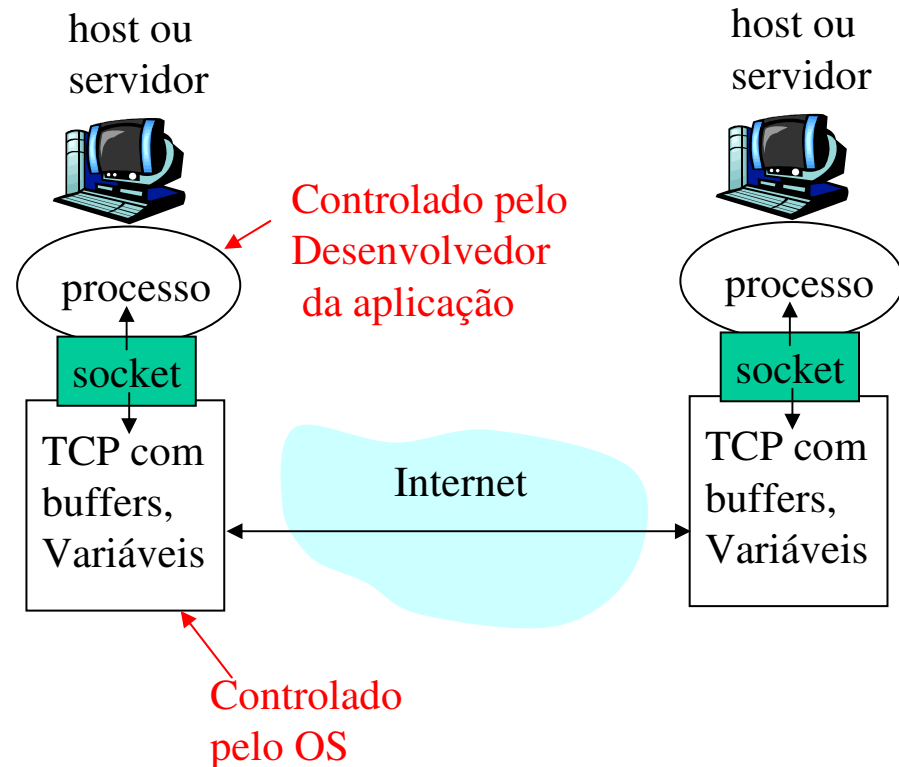 host ou
servidor
host ou
servidor
Controlado pelo
Desenvolvedor
da aplicação
processo
processo
socket
socket
TCP com
buffers,
Variáveis
Internet
TCP com
buffers,
Variáveis
Controlado
pelo OS